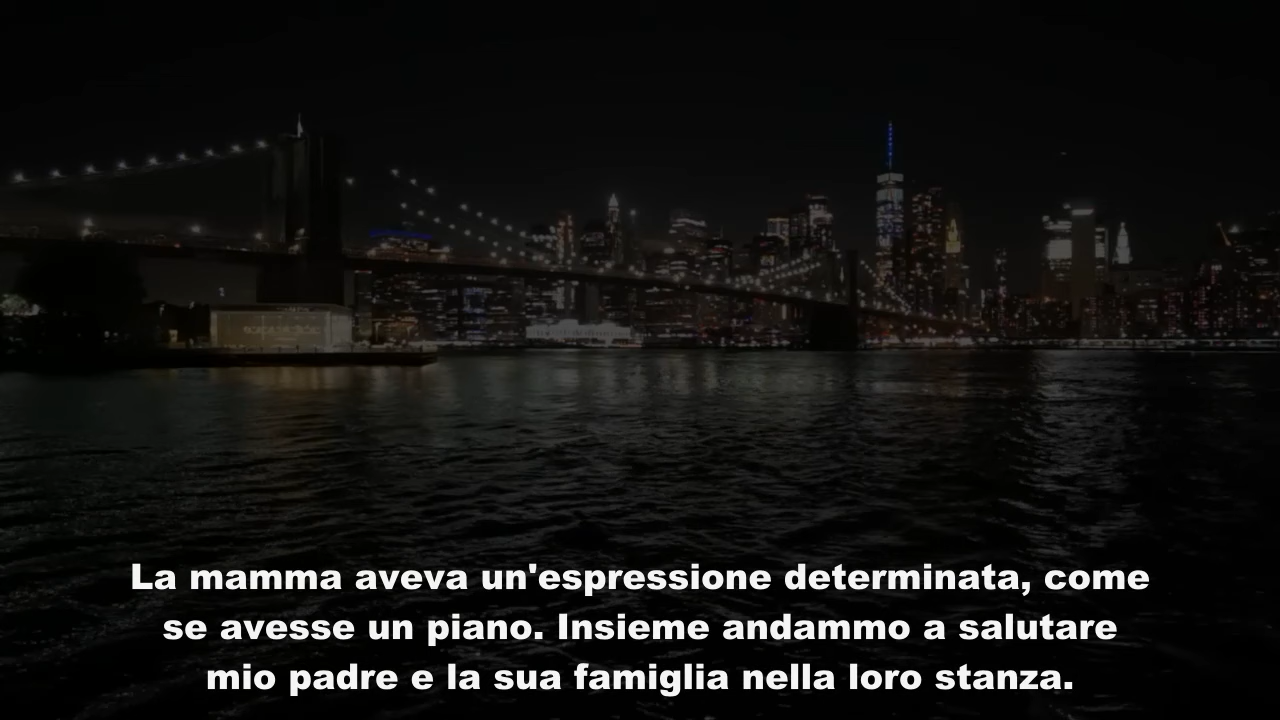 La mamma aveva un'espressione determinata, come
se avesse un piano. Insieme andammo a salutare
mio padre e la sua famiglia nella loro stanza.